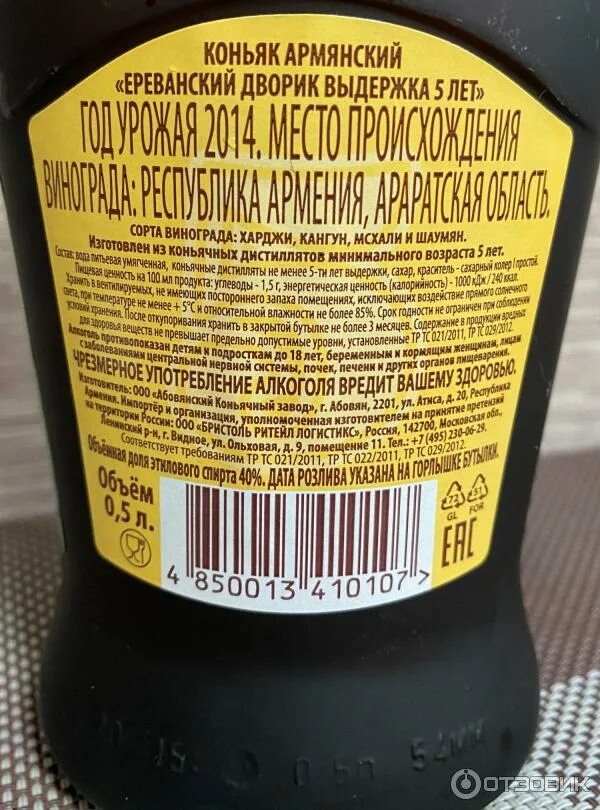 КОНЬЯК АРМЯНСКИЙ
«ЕРЕВАНСКИЙ ДВОРИК ВЫДЕРЖКА 5 ЛЕТ»
ГОД УРОЖАЯ 2014. МЕСТО ПРОИСХОЖДЕНИЯ
ВИНОГРАДА: РЕСПУБЛИКА АРМЕНИЯ, АРАРАТСКАЯ ОБЛАСТЬ.
СОРТА ВИНОГРАДА: ХАРДЖИ, КАНГУН, МСХАЛИ И ШАУМЯН.
Изготовлен из коньячных дистиллятов минимального возраста 5 лет.
Состав: вода питьевая умягченная, коньячные дистилляты не менее 5-ти лет выдержки, сахар, краситель - сахарный колер I простой.
Пищевая ценность на 100 мл продукта: углеводы - 1,5 г, энергетическая ценность (калорийность) - 1000 кДж / 240 ккал.
Хранить в вентилируемых, не имеющих постороннего запаха помещениях, исключающих воздействие прямого солнечного
света, при температуре не менее + 5°С и относительной влажности не более 85%. Срок годности не ограничен при соблюдении
условий хранения. После откупоривания хранить в закрытой бутылке не более 3 месяцев. Содержание в продукции вредных
для здоровья веществ не превышает предельно допустимые уровни, установленные ТР ТС 021/2011, ТР ТС 029/2012.
Алкоголь противопоказан детям и подросткам до 18 лет, беременным и кормящим женщинам, лицам
с заболеваниями центральной нервной системы, почек, печени и других органов пищеварения.
ЧРЕЗМЕРНОЕ УПОТРЕБЛЕНИЕ АЛКОГОЛЯ ВРЕДИТ ВАШЕМУ ЗДОРОВЬЮ.
Изготовитель: ООО «Абовянский Коньячный завод», г. Абовян, 2201, ул. Атиса, д. 20, Республика
Армения. Импортёр и организация, уполномоченная изготовителем на принятие претензий
на территории России: ООО «БРИСТОЛЬ РИТЕЙЛ ЛОГИСТИКС», Россия, 142700, Московская обл.,
Ленинский р-н, г. Видное, ул. Ольховая, д. 9, помещение 11. Тел.: +7 (495) 230-06-29.
Соответствует требованиям ТР ТС 021/2011, ТР ТС 022/2011, ТР ТС 029/2012.
Объёмная доля этилового спирта 40%. ДАТА РОЗЛИВА УКАЗАНА НА ГОРЛЫШКЕ БУТЫЛКИ.
Объём
0,5 л.
72
GL
51
FOR
EAC
4 850013 410107 >
0,5л 57мм
ОТЗОВИК